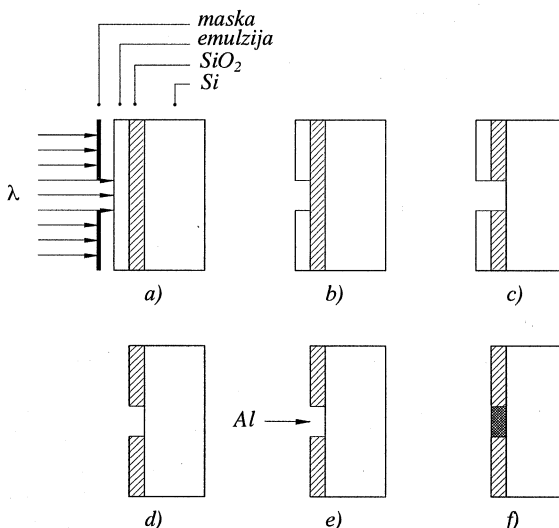 maska
emulzija
SiO₂
Si
λ
a)
b)
c)
Al
d)
e)
f)